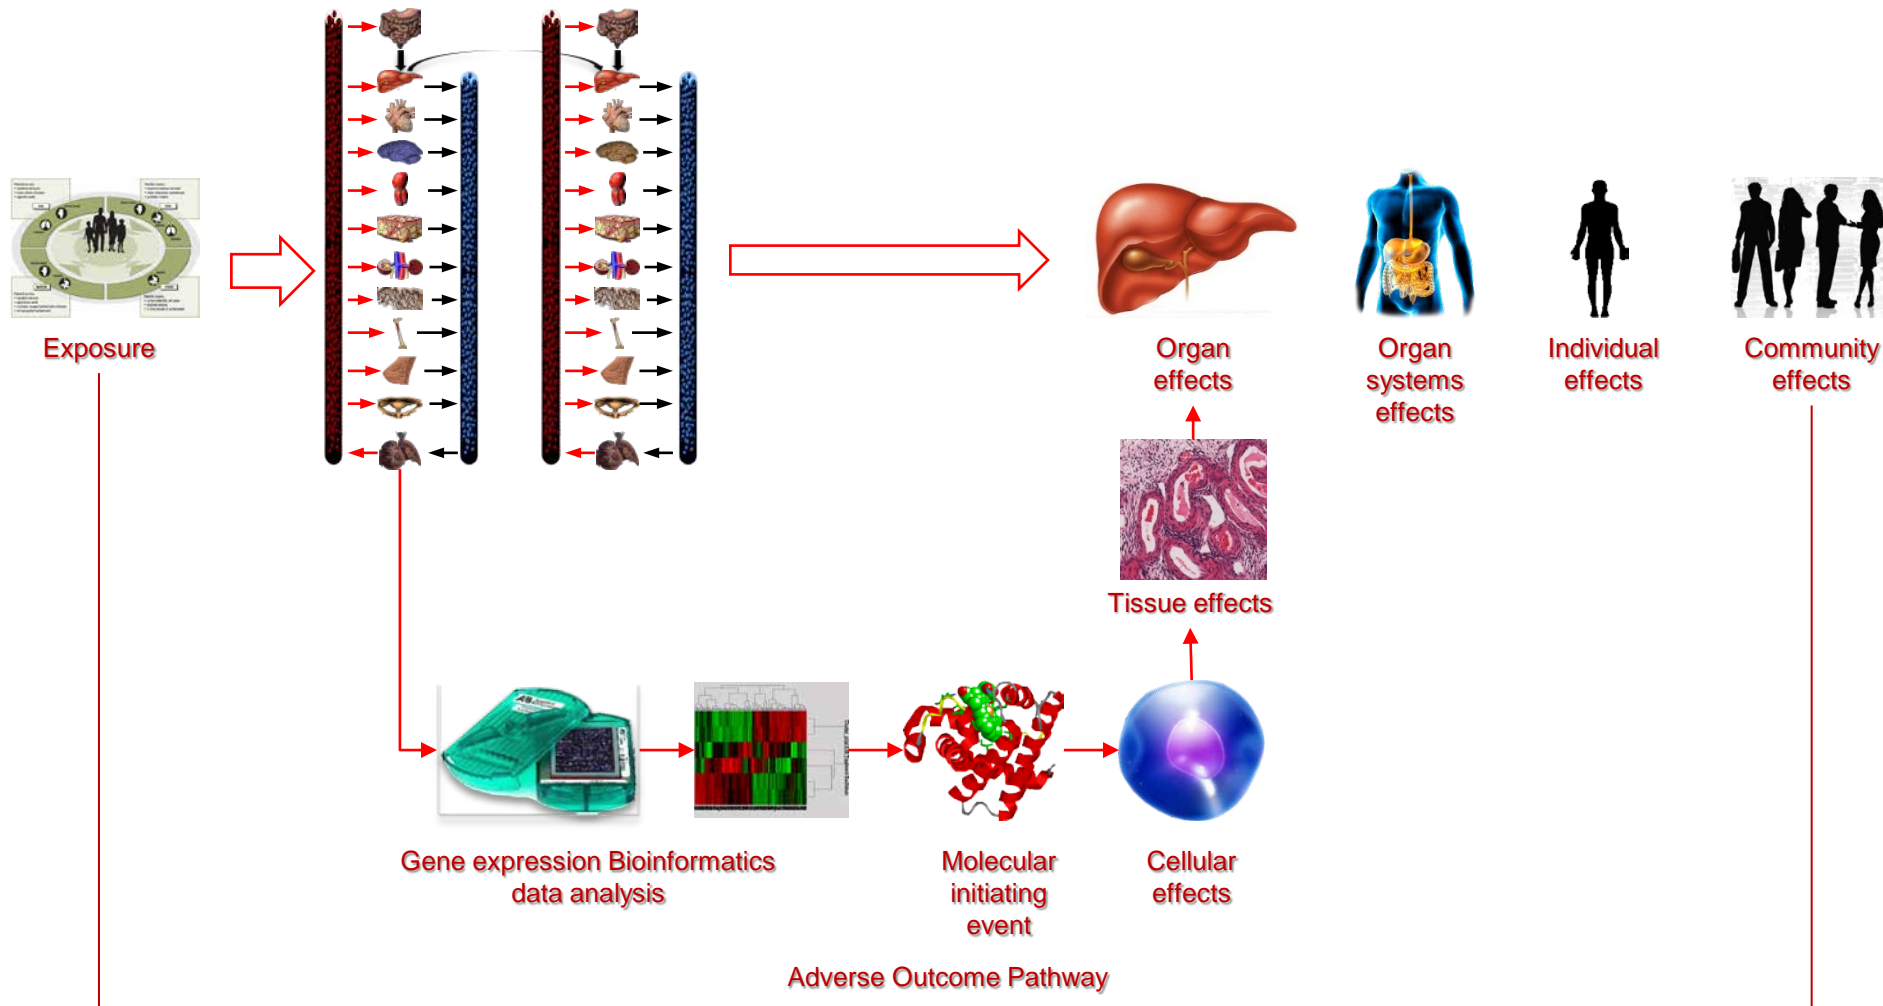 Exposure
Organ
effects
Organ
systems
effects
Individual
effects
Community
effects
Tissue effects
Gene expression Bioinformatics
data analysis
Molecular
initiating
event
Cellular
effects
Adverse Outcome Pathway